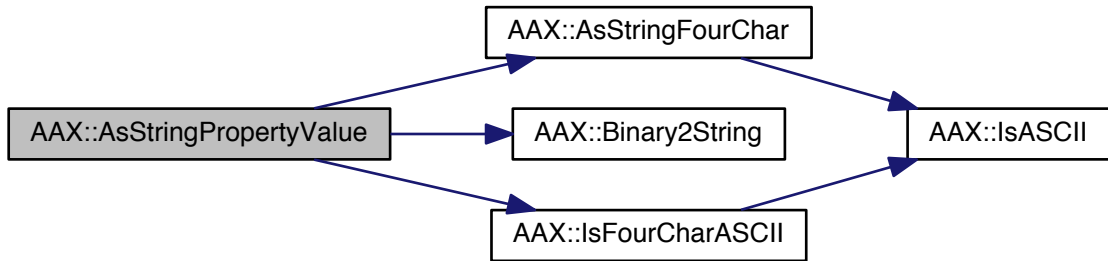 AAX::AsStringFourChar
AAX::AsStringPropertyValue
AAX::Binary2String
AAX::IsASCII
AAX::IsFourCharASCII